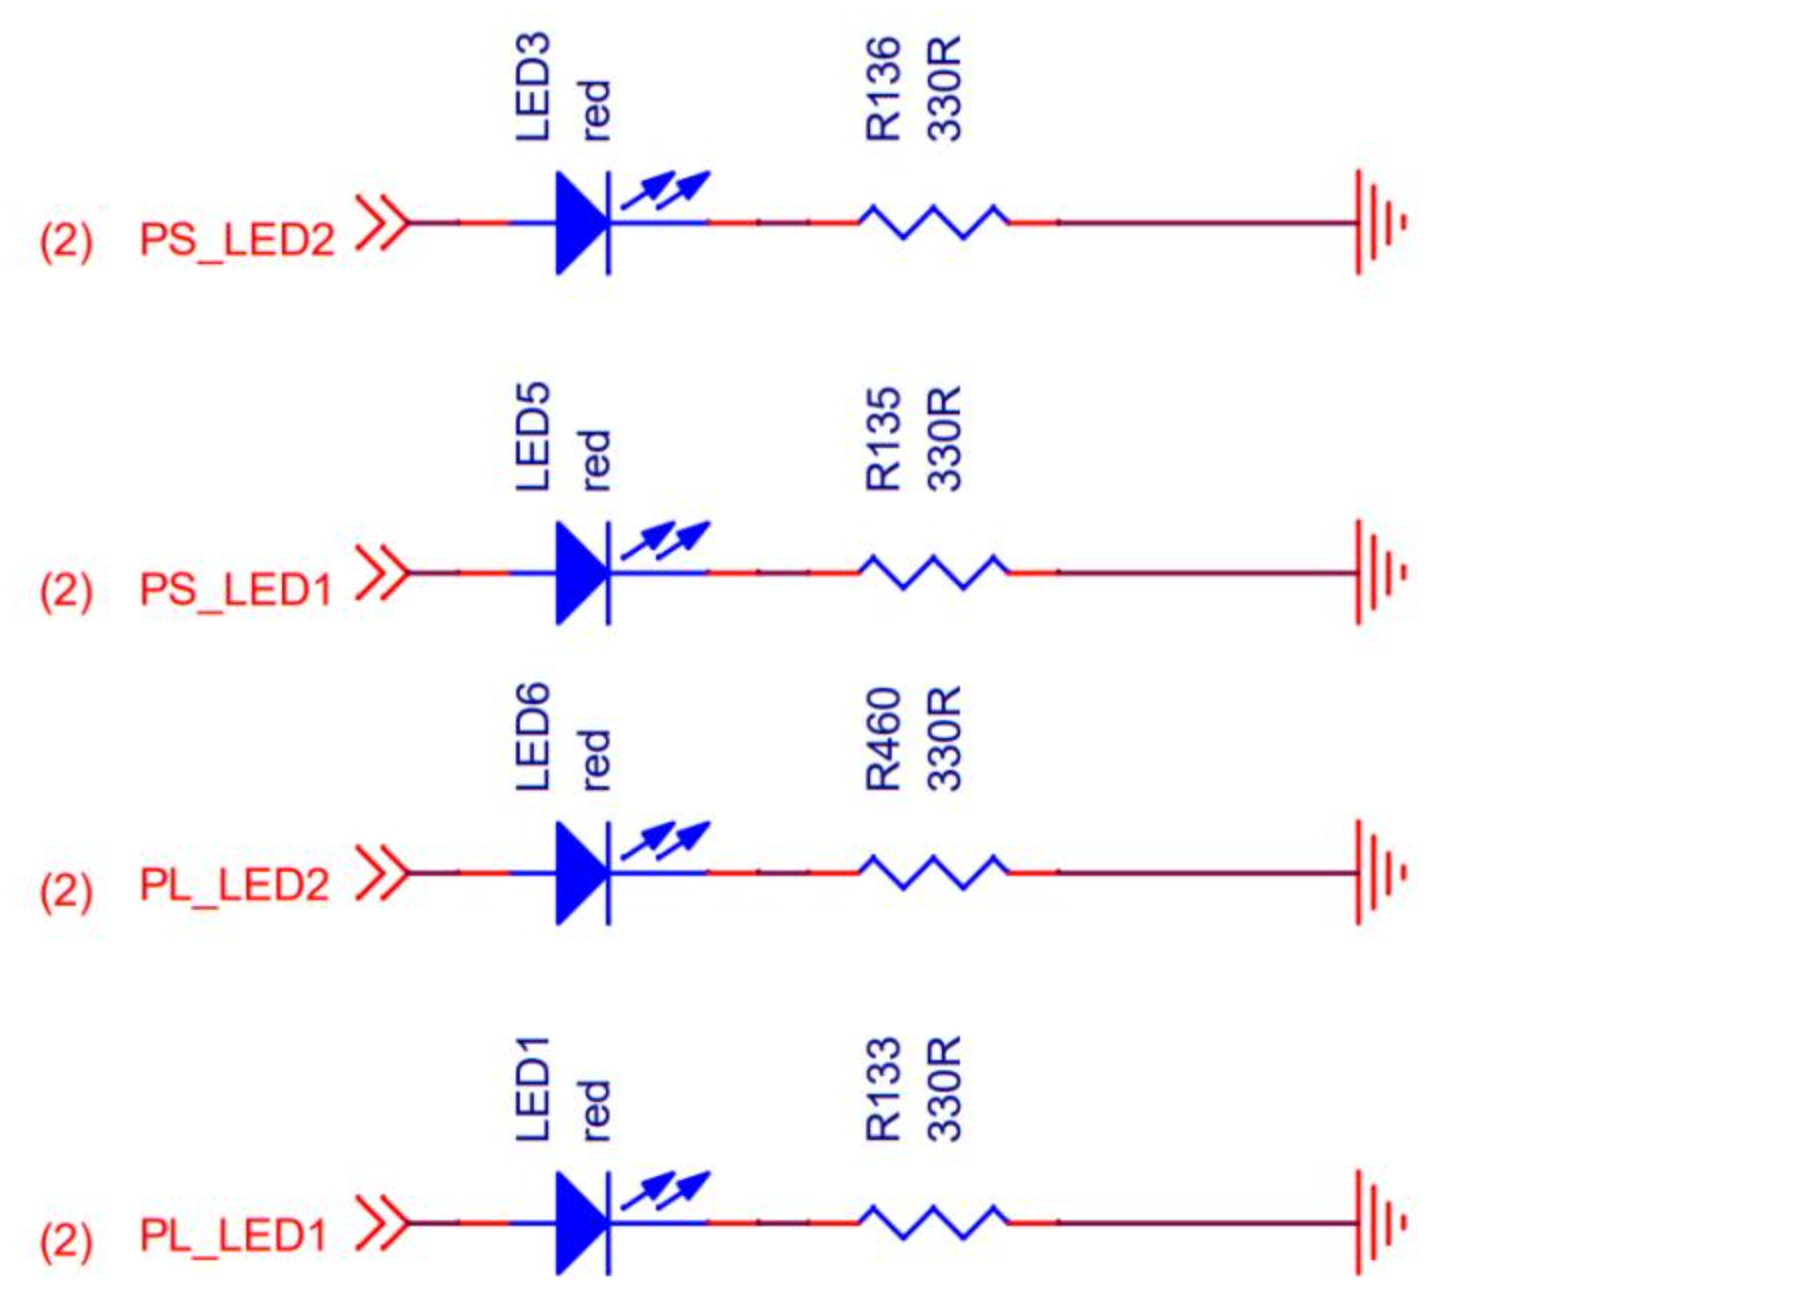 LED3
red
R136
330R
(2) PS_LED2
LED5
red
R135
330R
(2) PS_LED1
LED6
red
R460
330R
(2) PL_LED2
LED1
red
R133
330R
(2) PL_LED1